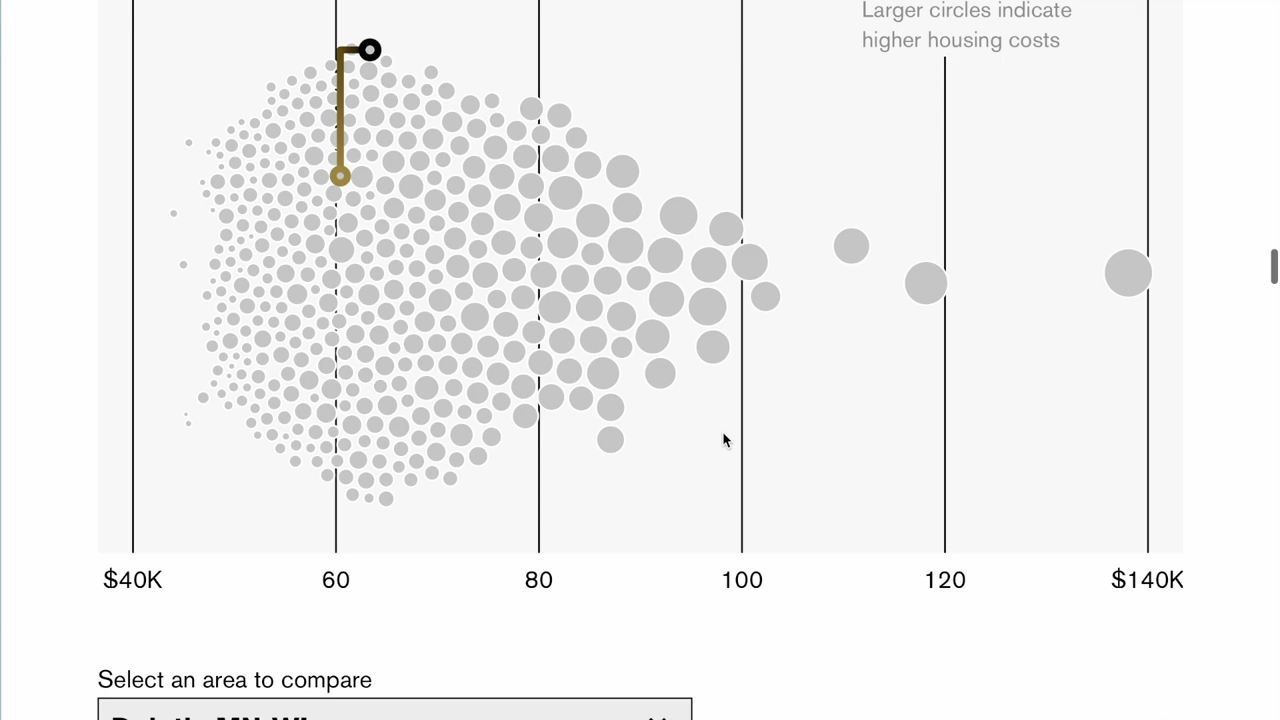 Larger circles indicate
higher housing costs
$40K 60 80 100 120 $140K
Select an area to compare